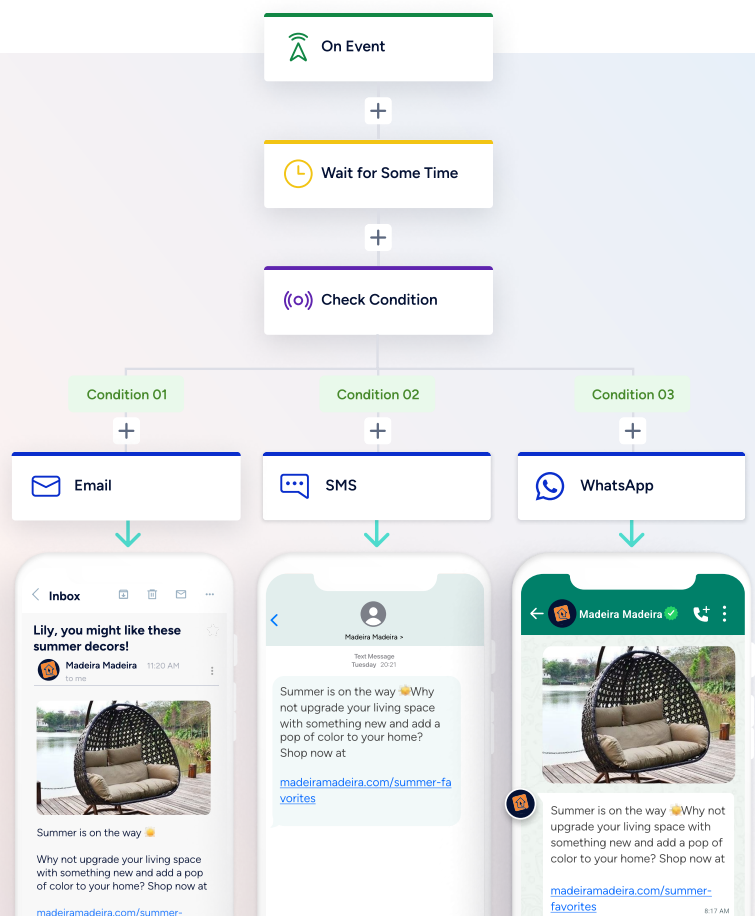 On Event
Wait for Some Time
Check Condition
Condition 01
Condition 02
Condition 03
Email
SMS
WhatsApp
Inbox
Lily, you might like these
summer decors!
Madeira Madeira 11:20 AM
to me
Summer is on the way
Why not upgrade your living space
with something new and add a pop
of color to your home? Shop now at
madeiramadeira.com/summer-
Madeira Madeira >
Text Message
Tuesday 20:21
Summer is on the way Why
not upgrade your living space
with something new and add a
pop of color to your home?
Shop now at
madeiramadeira.com/summer-fa
vorites
Madeira Madeira
Summer is on the way Why not
upgrade your living space with
something new and add a pop of
color to your home? Shop now at
madeiramadeira.com/summer-
favorites
8:17 AM